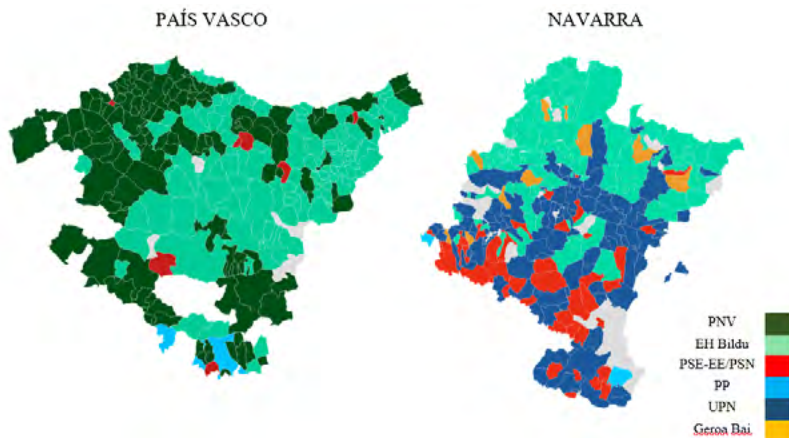 PAÍS VASCO
NAVARRA
PNV
EH Bildu
PSE-EE/PSN
PP
UPN
Geroa Bai